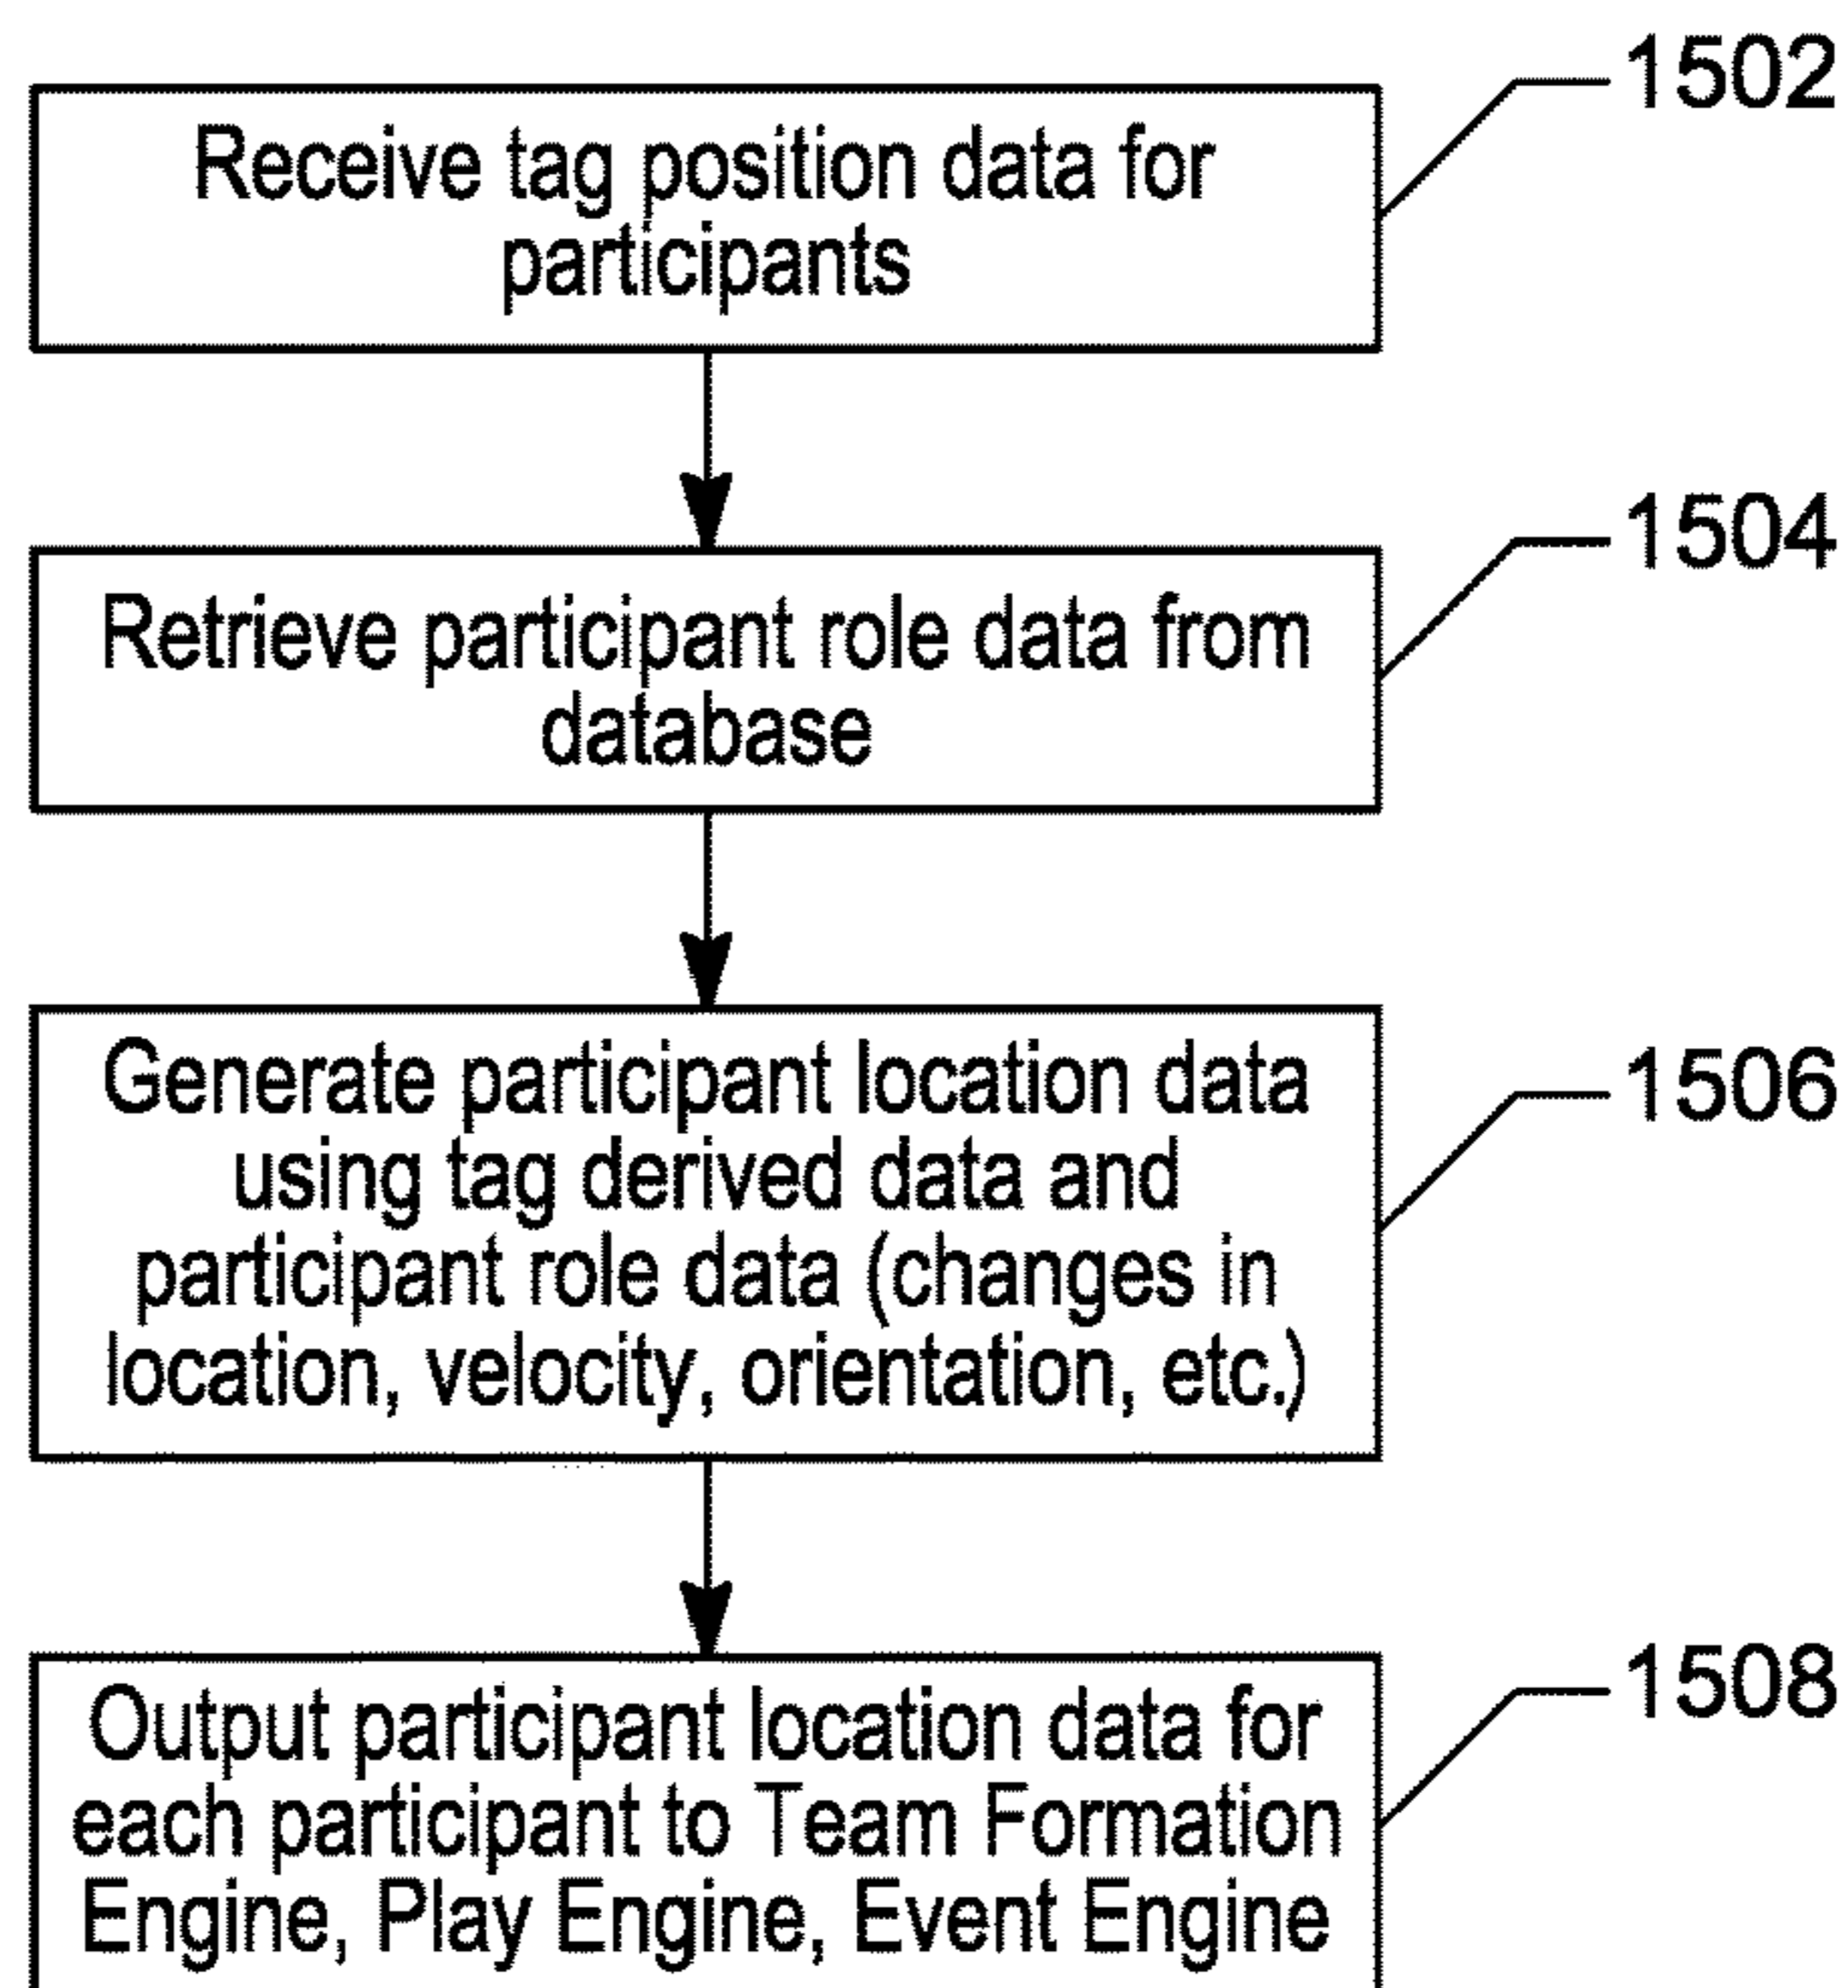 1502
Receive tag position data for
participants
1504
Retrieve participant role data from
database
1506
Generate participant location data
using tag derived data and
participant role data (changes in
location, velocity, orientation, etc.)
1508
Output participant location data for
each participant to Team Formation
Engine, Play Engine, Event Engine